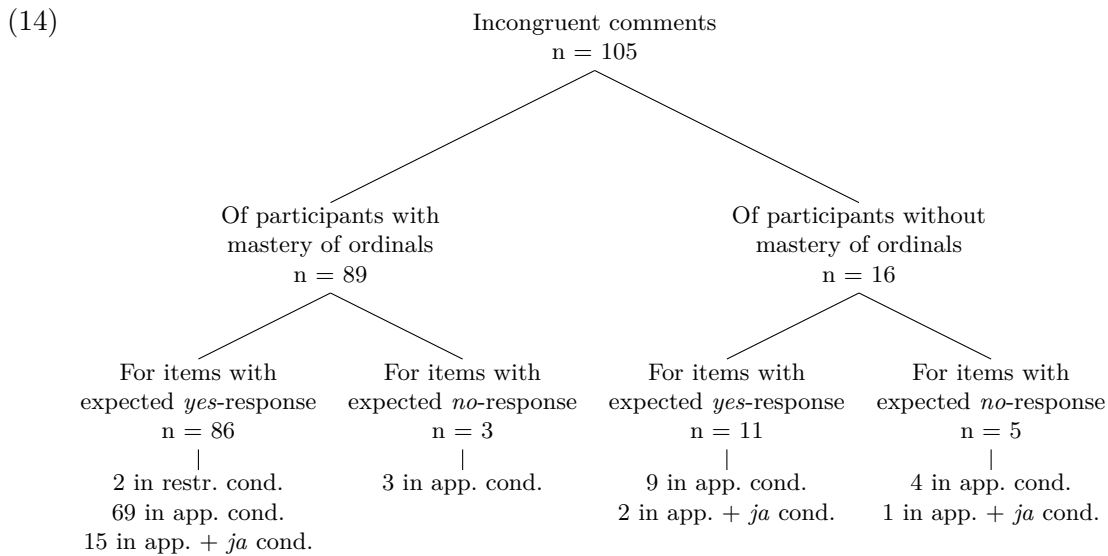 (14)
Incongruent comments
n = 105
Of participants with
mastery of ordinals
n = 89
Of participants without
mastery of ordinals
n = 16
For items with
expected yes-response
n = 86
2 in restr. cond.
69 in app. cond.
15 in app. + ja cond.
For items with
expected no-response
n = 3
3 in app. cond.
For items with
expected yes-response
n = 11
9 in app. cond.
2 in app. + ja cond.
For items with
expected no-response
n = 5
4 in app. cond.
1 in app. + ja cond.